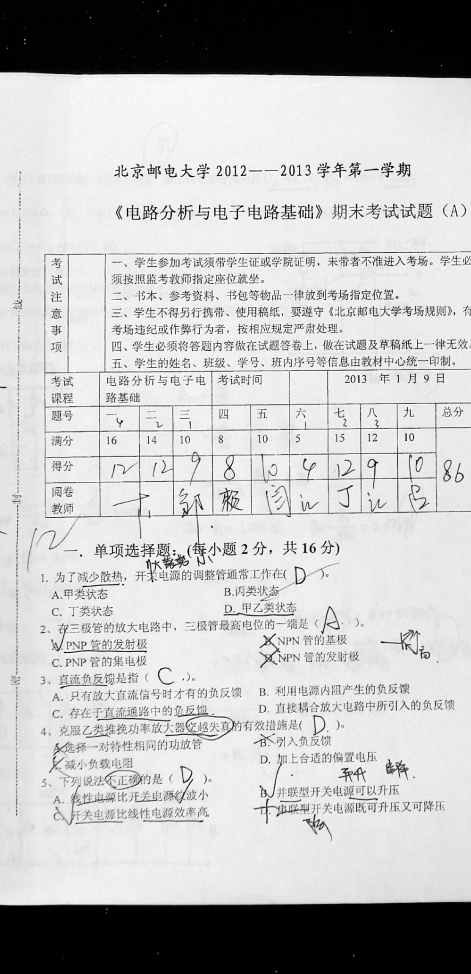 北京邮电大学 2012——2013 学年第一学期
《电路分析与电子电路基础》期末考试试题（A）
考试注意事项
一、学生参加考试须带学生证或学院证明，未带者不准进入考场。学生必
须按照监考教师指定座位就坐。
二、书本、参考资料、书包等物品一律放到考场指定位置。
三、学生不得另行携带、使用稿纸，要遵守《北京邮电大学考场规则》，有
考场违纪或作弊行为者，按相应规定严肃处理。
四、学生必须将答题内容做在试题答卷上，做在试题及草稿纸上一律无效。
五、学生的姓名、班级、学号、班内序号等信息由教材中心统一印制。
考试课程 电路分析与电子电路基础 考试时间 2013 年 1 月 9 日
题号 一 二 三 四 五 六 七 八 九 总分
4 2 1 1 2 3
满分 16 14 10 8 10 5 15 12 10
得分 12 12 9 8 10 4 12 9 10 86
阅卷教师
12
一．单项选择题：（每小题 2 分，共 16 分）
1. 为了减少散热，开关电源的调整管通常工作在( D )。
A.甲类状态 B.丙类状态
C. 丁类状态 D. 甲乙类状态
2、在三极管的放大电路中，三极管最高电位的一端是（ A ）。
A. PNP 管的发射极 B. NPN 管的基极
C. PNP 管的集电极 D. NPN 管的发射极
3、直流负反馈是指（ C ）。
A. 只有放大直流信号时才有的负反馈 B. 利用电源内阻产生的负反馈
C. 存在于直流通路中的负反馈 D. 直接耦合放大电路中所引入的负反馈
4、克服乙类推挽功率放大器交越失真的有效措施是( D )。
A.选择一对特性相同的功放管 B. 引入负反馈
C. 减小负载电阻 D. 加上合适的偏置电压
5、下列说法不正确的是（ D ）。
A. 线性电源比开关电源纹波小 B. 并联型开关电源可以升压
C. 开关电源比线性电源效率高 D. 串联型开关电源既可升压又可降压